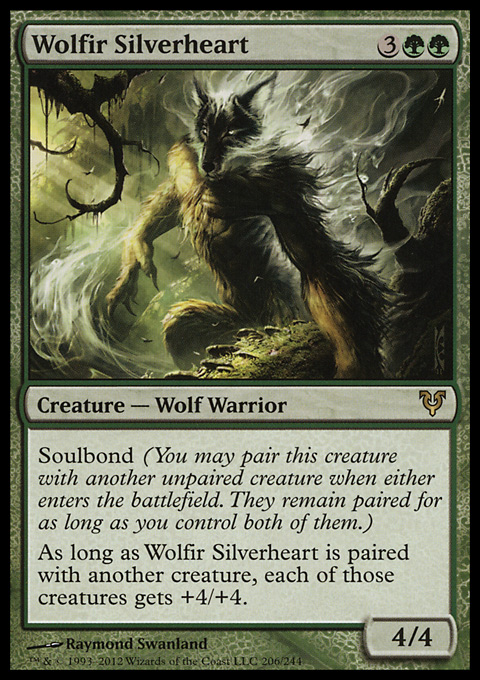 Wolfir Silverheart 3
Creature — Wolf Warrior
Soulbond (You may pair this creature
with another unpaired creature when either
enters the battlefield. They remain paired for
as long as you control both of them.)
As long as Wolfir Silverheart is paired
with another creature, each of those
creatures gets +4/+4.
Raymond Swanland
™ & © 1993–2012 Wizards of the Coast LLC 206/244
4/4